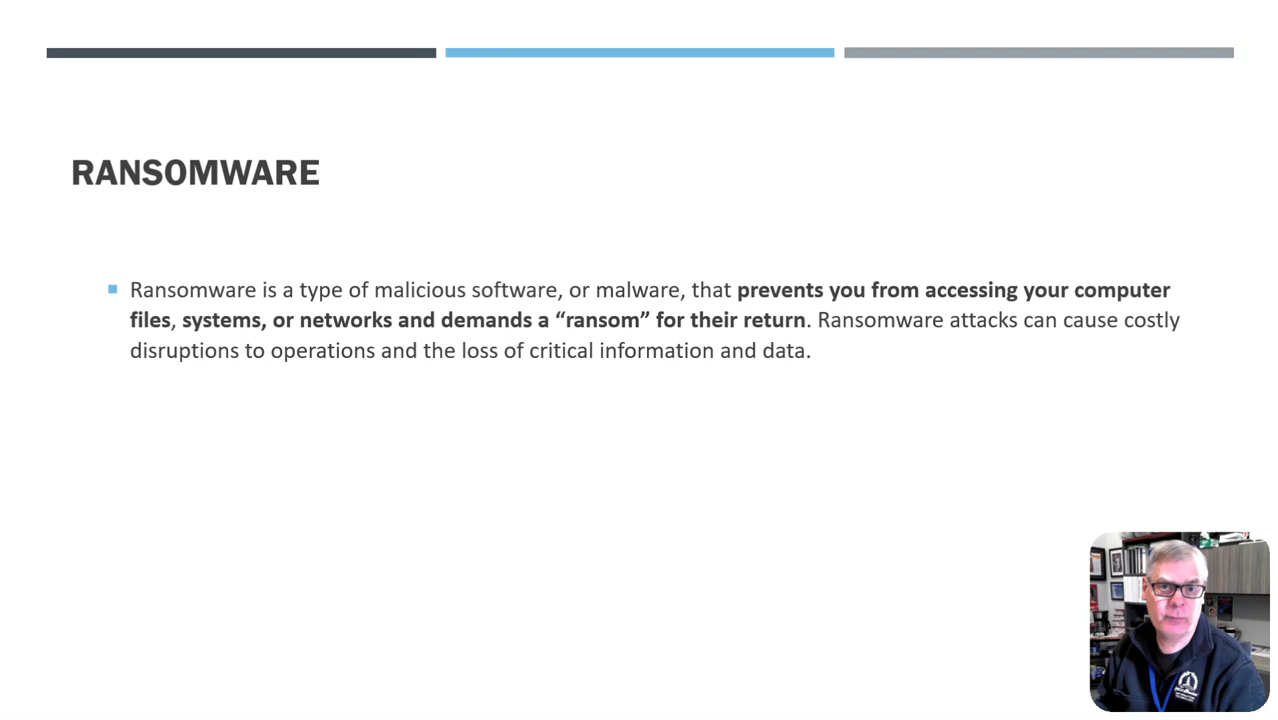 RANSOMWARE
Ransomware is a type of malicious software, or malware, that prevents you from accessing your computer
files, systems, or networks and demands a “ransom” for their return. Ransomware attacks can cause costly
disruptions to operations and the loss of critical information and data.